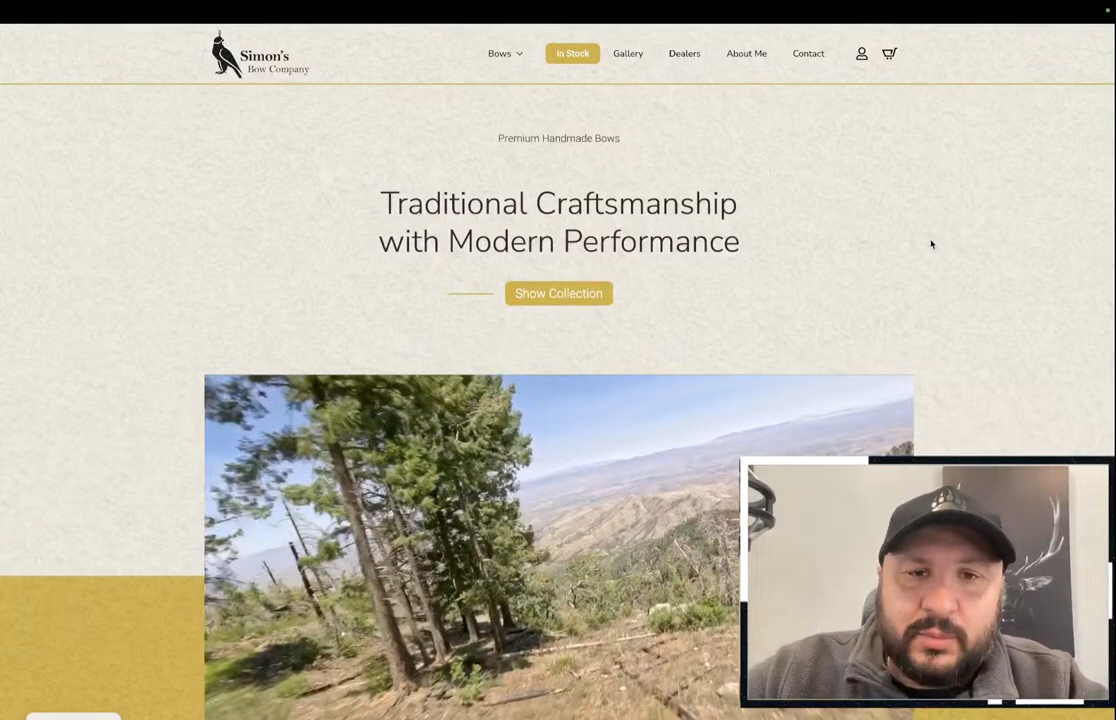 Simon's
Bow Company
Bows
In Stock
Gallery
Dealers
About Me
Contact
Premium Handmade Bows
Traditional Craftsmanship
with Modern Performance
Show Collection